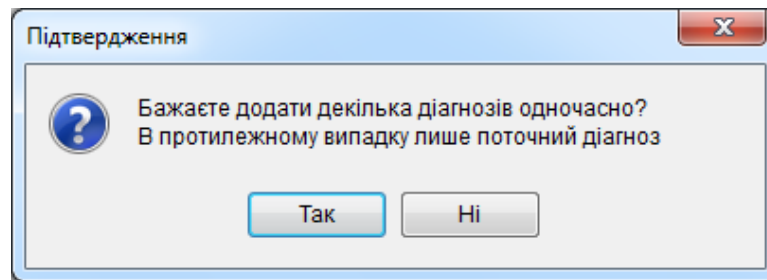 Підтвердження
Бажаєте додати декілька діагнозів одночасно?
В протилежному випадку лише поточний діагноз
Так
Ні